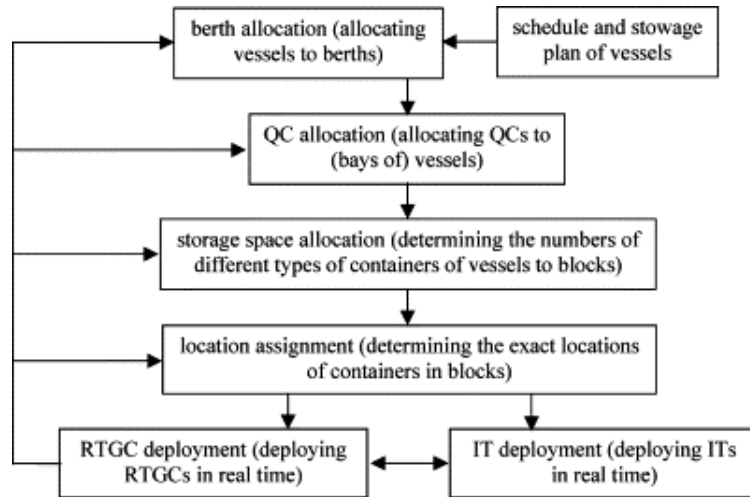 berth allocation (allocating
vessels to berths)
schedule and stowage
plan of vessels
QC allocation (allocating QCs to
(bays of) vessels)
storage space allocation (determining the numbers of
different types of containers of vessels to blocks)
location assignment (determining the exact locations
of containers in blocks)
RTGC deployment (deploying
RTGCs in real time)
IT deployment (deploying ITs
in real time)